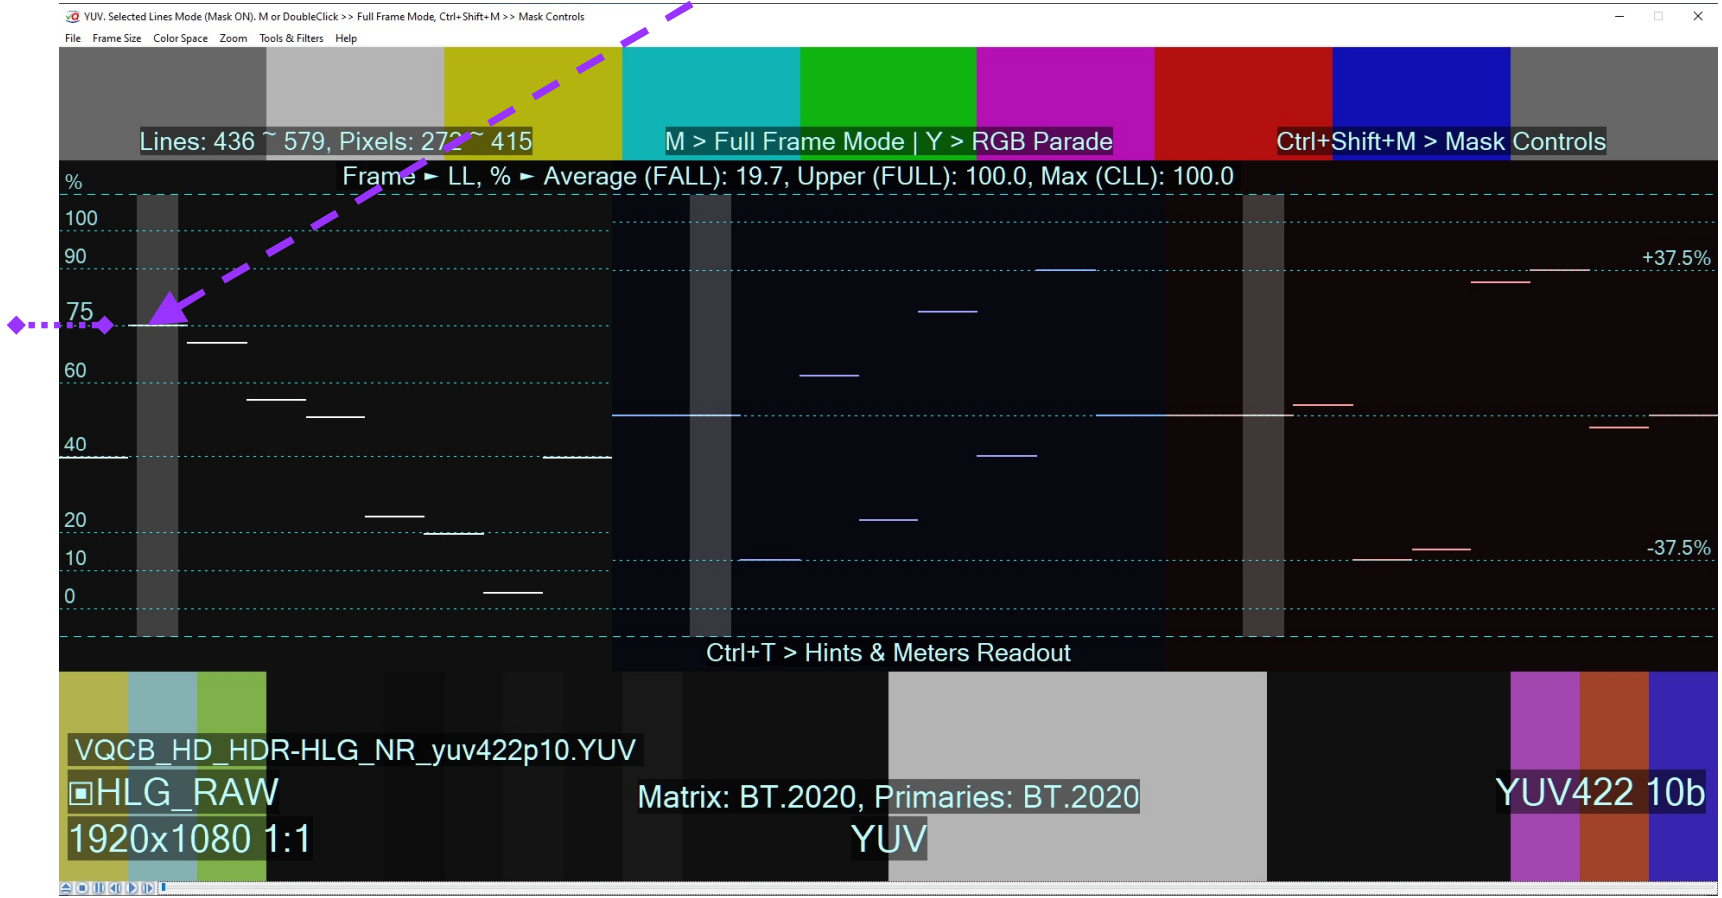 YUV. Selected Lines Mode (Mask ON). M or DoubleClick >> Full Frame Mode, Ctrl+Shift+M >> Mask Controls
File Frame Size Color Space Zoom Tools & Filters Help
Lines: 436 ~ 579, Pixels: 272 ~ 415
M > Full Frame Mode | Y > RGB Parade
Ctrl+Shift+M > Mask Controls
Frame ► LL, % ► Average (FALL): 19.7, Upper (FULL): 100.0, Max (CLL): 100.0
%
100
90
+37.5%
75
60
40
20
10
-37.5%
0
Ctrl+T > Hints & Meters Readout
VQCB_HD_HDR-HLG_NR_yuv422p10.YUV
▣HLG_RAW
Matrix: BT.2020, Primaries: BT.2020
YUV422 10b
1920x1080 1:1
YUV